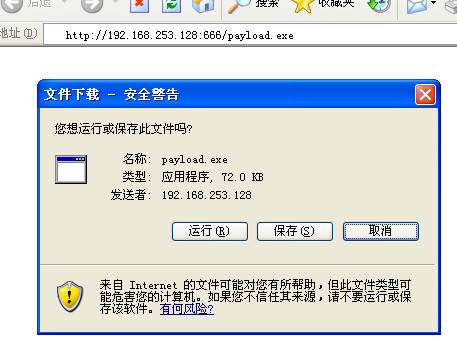 后退
搜索
收藏夹
地址(D)
http://192.168.253.128:666/payload.exe
文件下载 - 安全警告
您想运行或保存此文件吗?
名称: payload.exe
类型: 应用程序, 72.0 KB
发送者: 192.168.253.128
运行(R) 保存(S) 取消
来自 Internet 的文件可能对您有所帮助，但此文件类型可
能危害您的计算机。如果您不信任其来源，请不要运行或保
存该软件。有何风险?